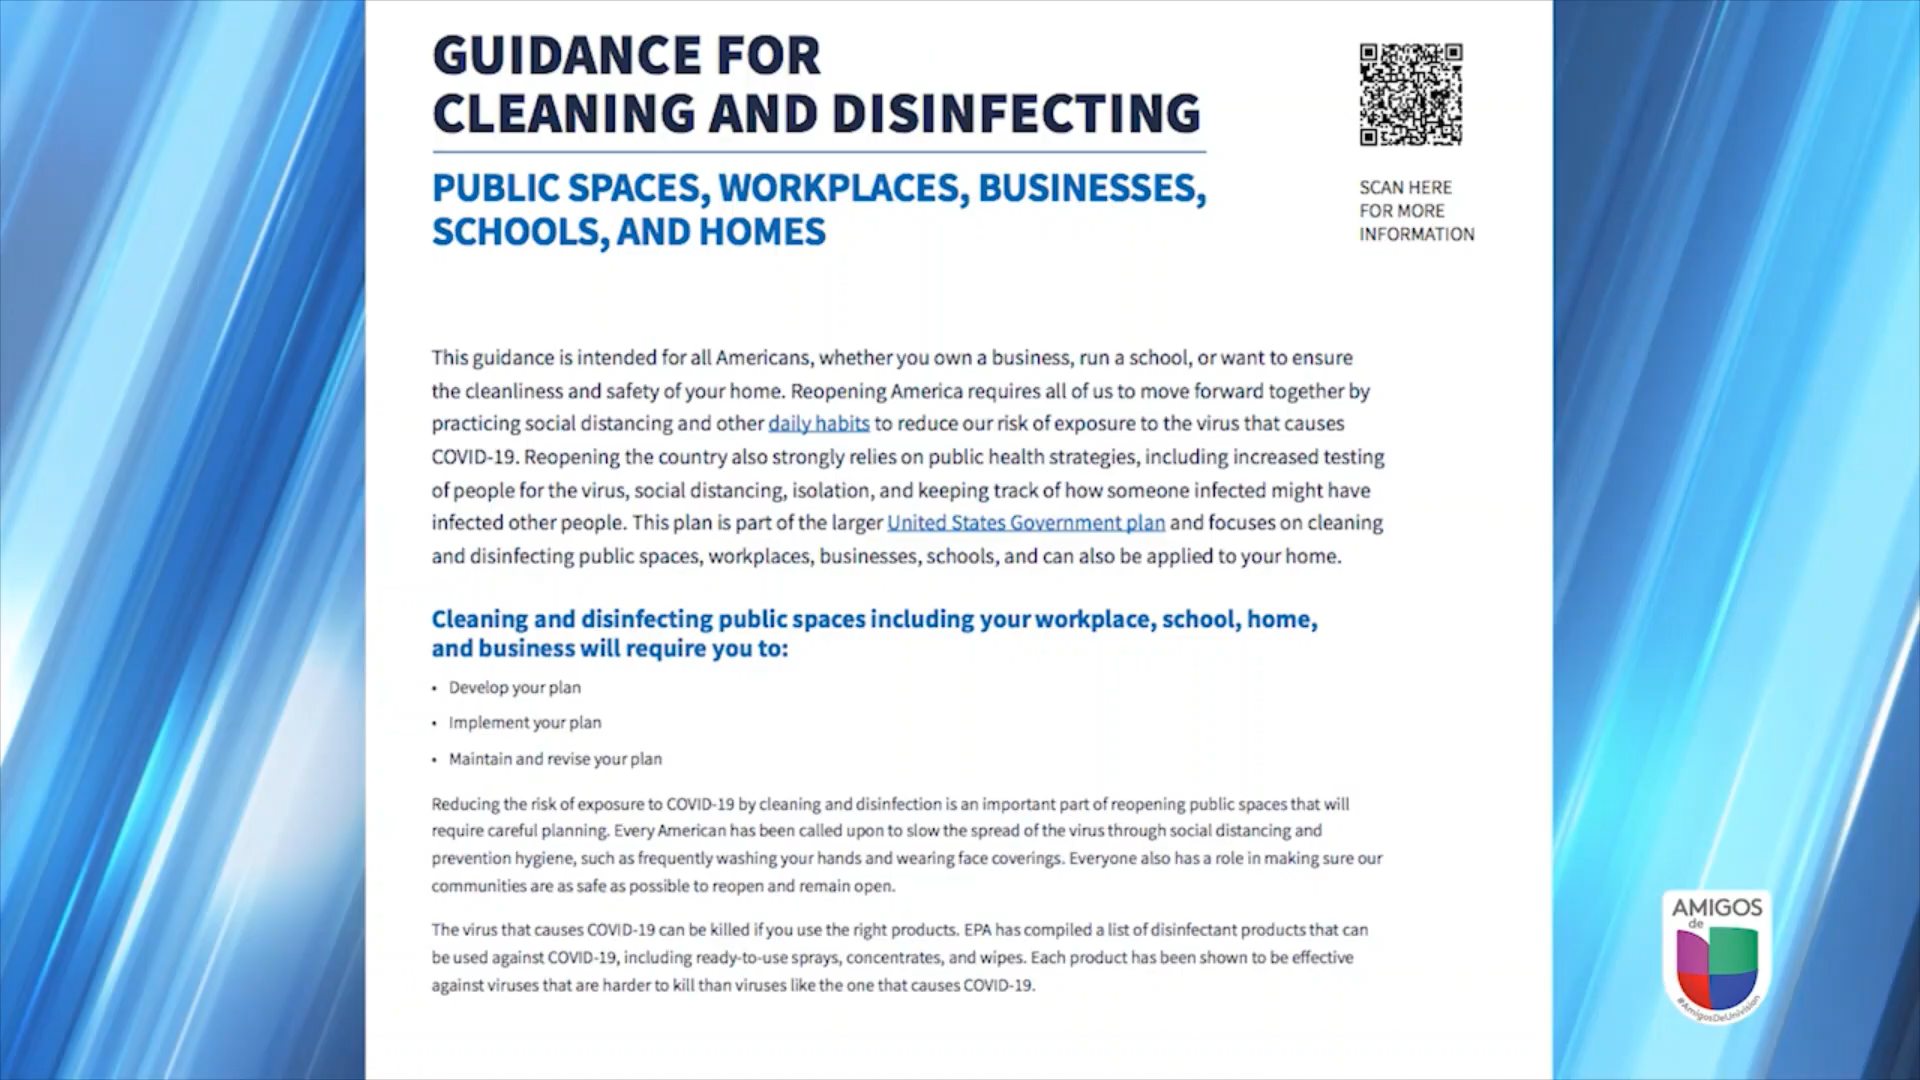 GUIDANCE FOR
CLEANING AND DISINFECTING
PUBLIC SPACES, WORKPLACES, BUSINESSES,
SCHOOLS, AND HOMES
SCAN HERE
FOR MORE
INFORMATION
This guidance is intended for all Americans, whether you own a business, run a school, or want to ensure
the cleanliness and safety of your home. Reopening America requires all of us to move forward together by
practicing social distancing and other daily habits to reduce our risk of exposure to the virus that causes
COVID-19. Reopening the country also strongly relies on public health strategies, including increased testing
of people for the virus, social distancing, isolation, and keeping track of how someone infected might have
infected other people. This plan is part of the larger United States Government plan and focuses on cleaning
and disinfecting public spaces, workplaces, businesses, schools, and can also be applied to your home.
Cleaning and disinfecting public spaces including your workplace, school, home,
and business will require you to:
• Develop your plan
• Implement your plan
• Maintain and revise your plan
Reducing the risk of exposure to COVID-19 by cleaning and disinfection is an important part of reopening public spaces that will
require careful planning. Every American has been called upon to slow the spread of the virus through social distancing and
prevention hygiene, such as frequently washing your hands and wearing face coverings. Everyone also has a role in making sure our
communities are as safe as possible to reopen and remain open.
The virus that causes COVID-19 can be killed if you use the right products. EPA has compiled a list of disinfectant products that can
be used against COVID-19, including ready-to-use sprays, concentrates, and wipes. Each product has been shown to be effective
against viruses that are harder to kill than viruses like the one that causes COVID-19.
AMIGOS
de
#AmigosDeUnivision